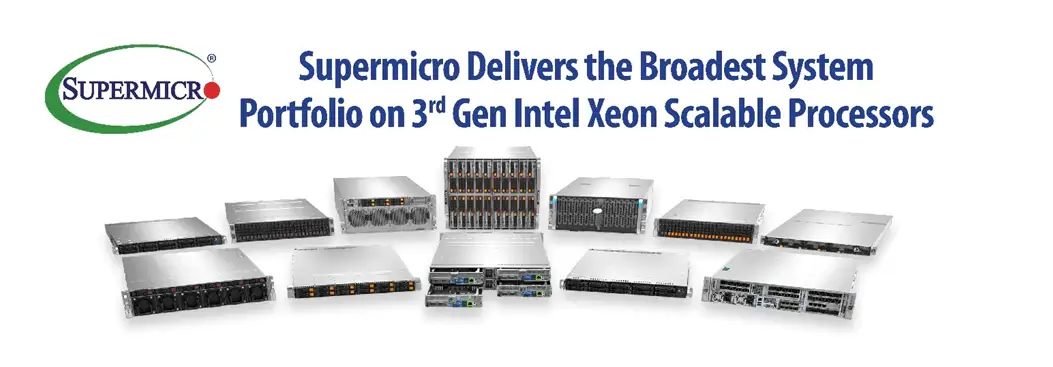 SUPERMICRO®
Supermicro Delivers the Broadest System
Portfolio on 3rd Gen Intel Xeon Scalable Processors